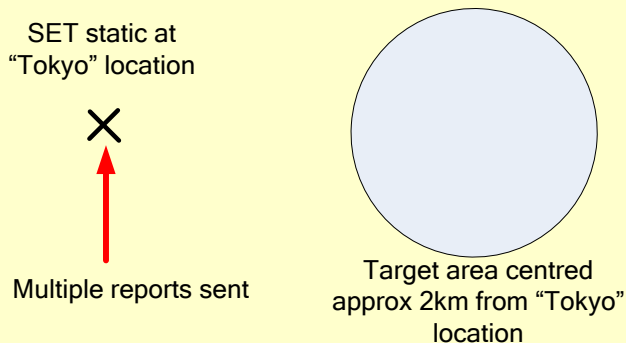 SET static at
“Tokyo” location
Multiple reports sent
Target area centred
approx 2km from “Tokyo”
location